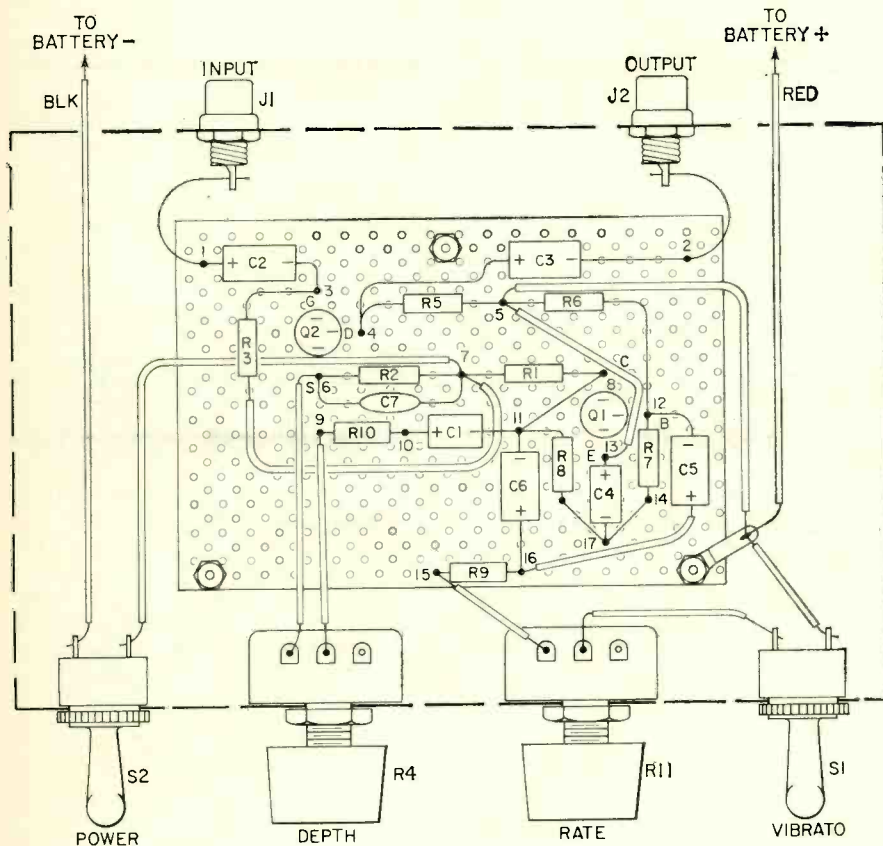 TO
BATTERY -
TO
BATTERY +
INPUT
OUTPUT
J1
J2
BLK
RED
1
+ C2 -
+ C3 -
2
3
G
Q2
D 4
R5
5
R6
R3
C
7
S 6
R2
R1
8
C7
Q1
12
B
9
R10
10
+ C1 -
11
13
E
R8
- C6 +
+ C4 -
R7
- C5 +
14
17
16
15
R9
S2
R4
R11
S1
POWER
DEPTH
RATE
VIBRATO